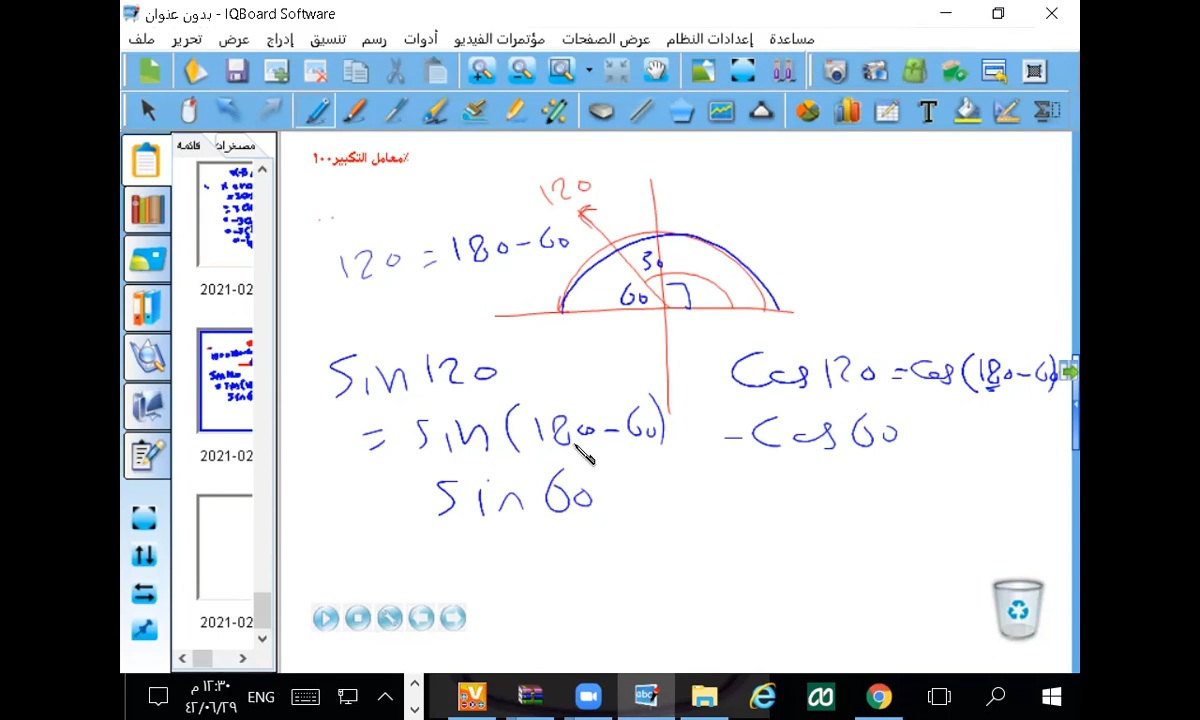 بدون عنوان - IQBoard Software
ملف تحرير عرض إدراج تنسيق رسم أدوات مؤتمرات الفيديو عرض الصفحات إعدادات النظام مساعدة
قائمة مصغرات
معامل التكبير١٠٠٪
120
120 = 180-60
30
60
Sin 120
= Sin (180-60)
Sin 60
Cos 120 = Cos (180-60)
-Cos 60
2021-02
2021-02
2021-02
١٢:٣٠ م
٤٢/٠٦/٢٩
ENG
abc